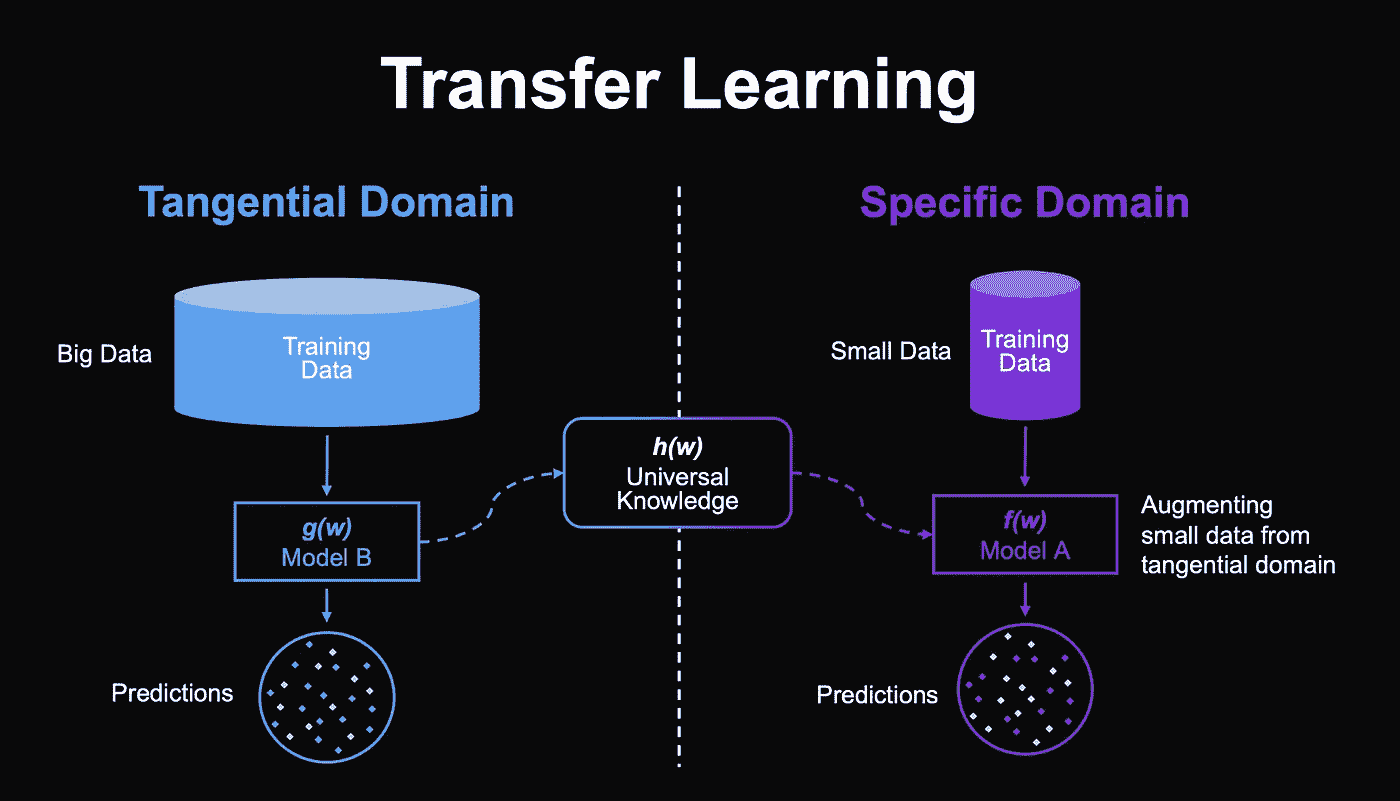 Transfer Learning
Tangential Domain
Big Data
Training
Data
g(w)
Model B
Predictions
h(w)
Universal
Knowledge
Specific Domain
Small Data
Training
Data
f(w)
Model A
Augmenting
small data from
tangential domain
Predictions